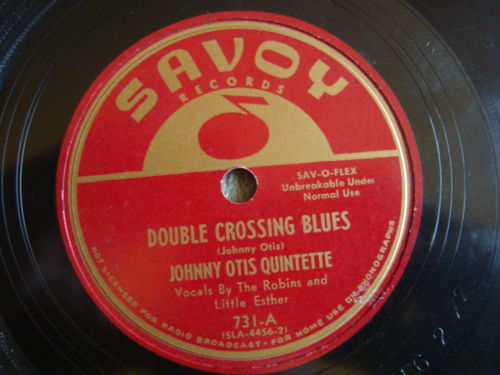 SAVOY
RECORDS
SAV-O-FLEX
Unbreakable Under
Normal Use
DOUBLE CROSSING BLUES
(Johnny Otis)
JOHNNY OTIS QUINTETTE
Vocals By The Robins and
Little Esther
731-A
(SLA-4456-2)
NOT LICENSED FOR RADIO BROADCAST • FOR HOME USE ON PHONOGRAPHS